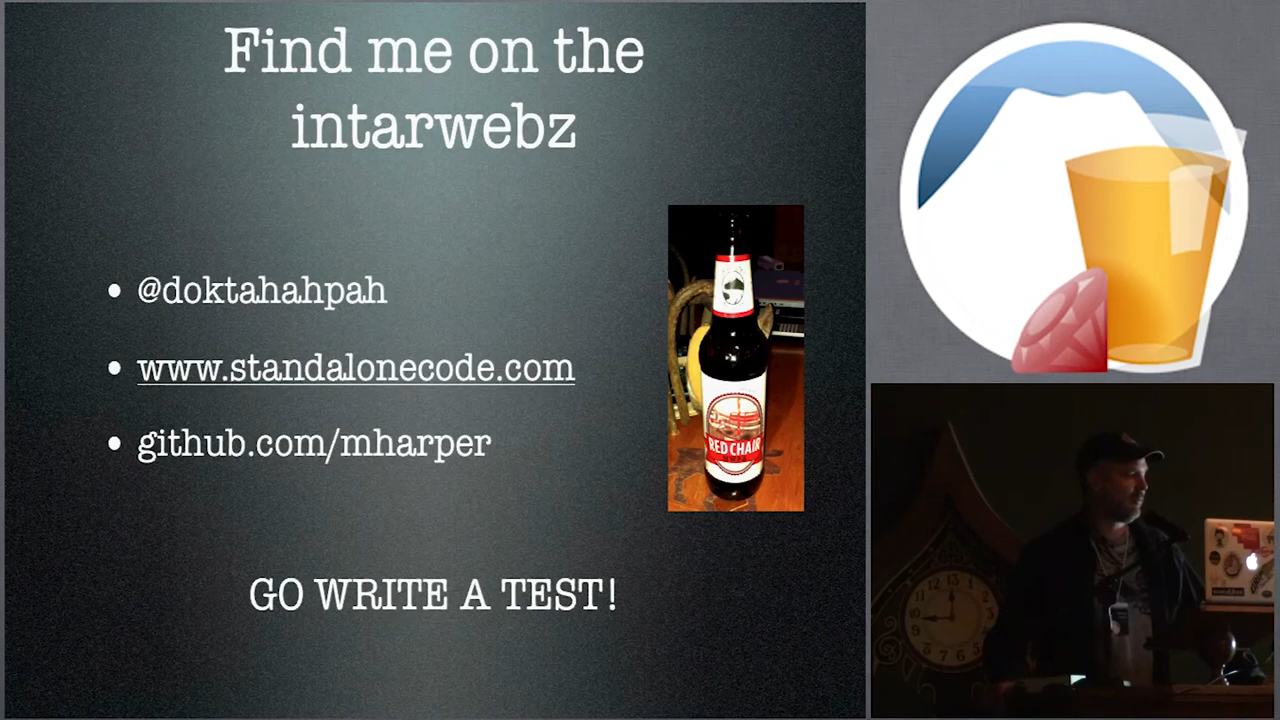 Find me on the
intarwebz
@doktahahpah
www.standalonecode.com
github.com/mharper
RED CHAIR
GO WRITE A TEST!